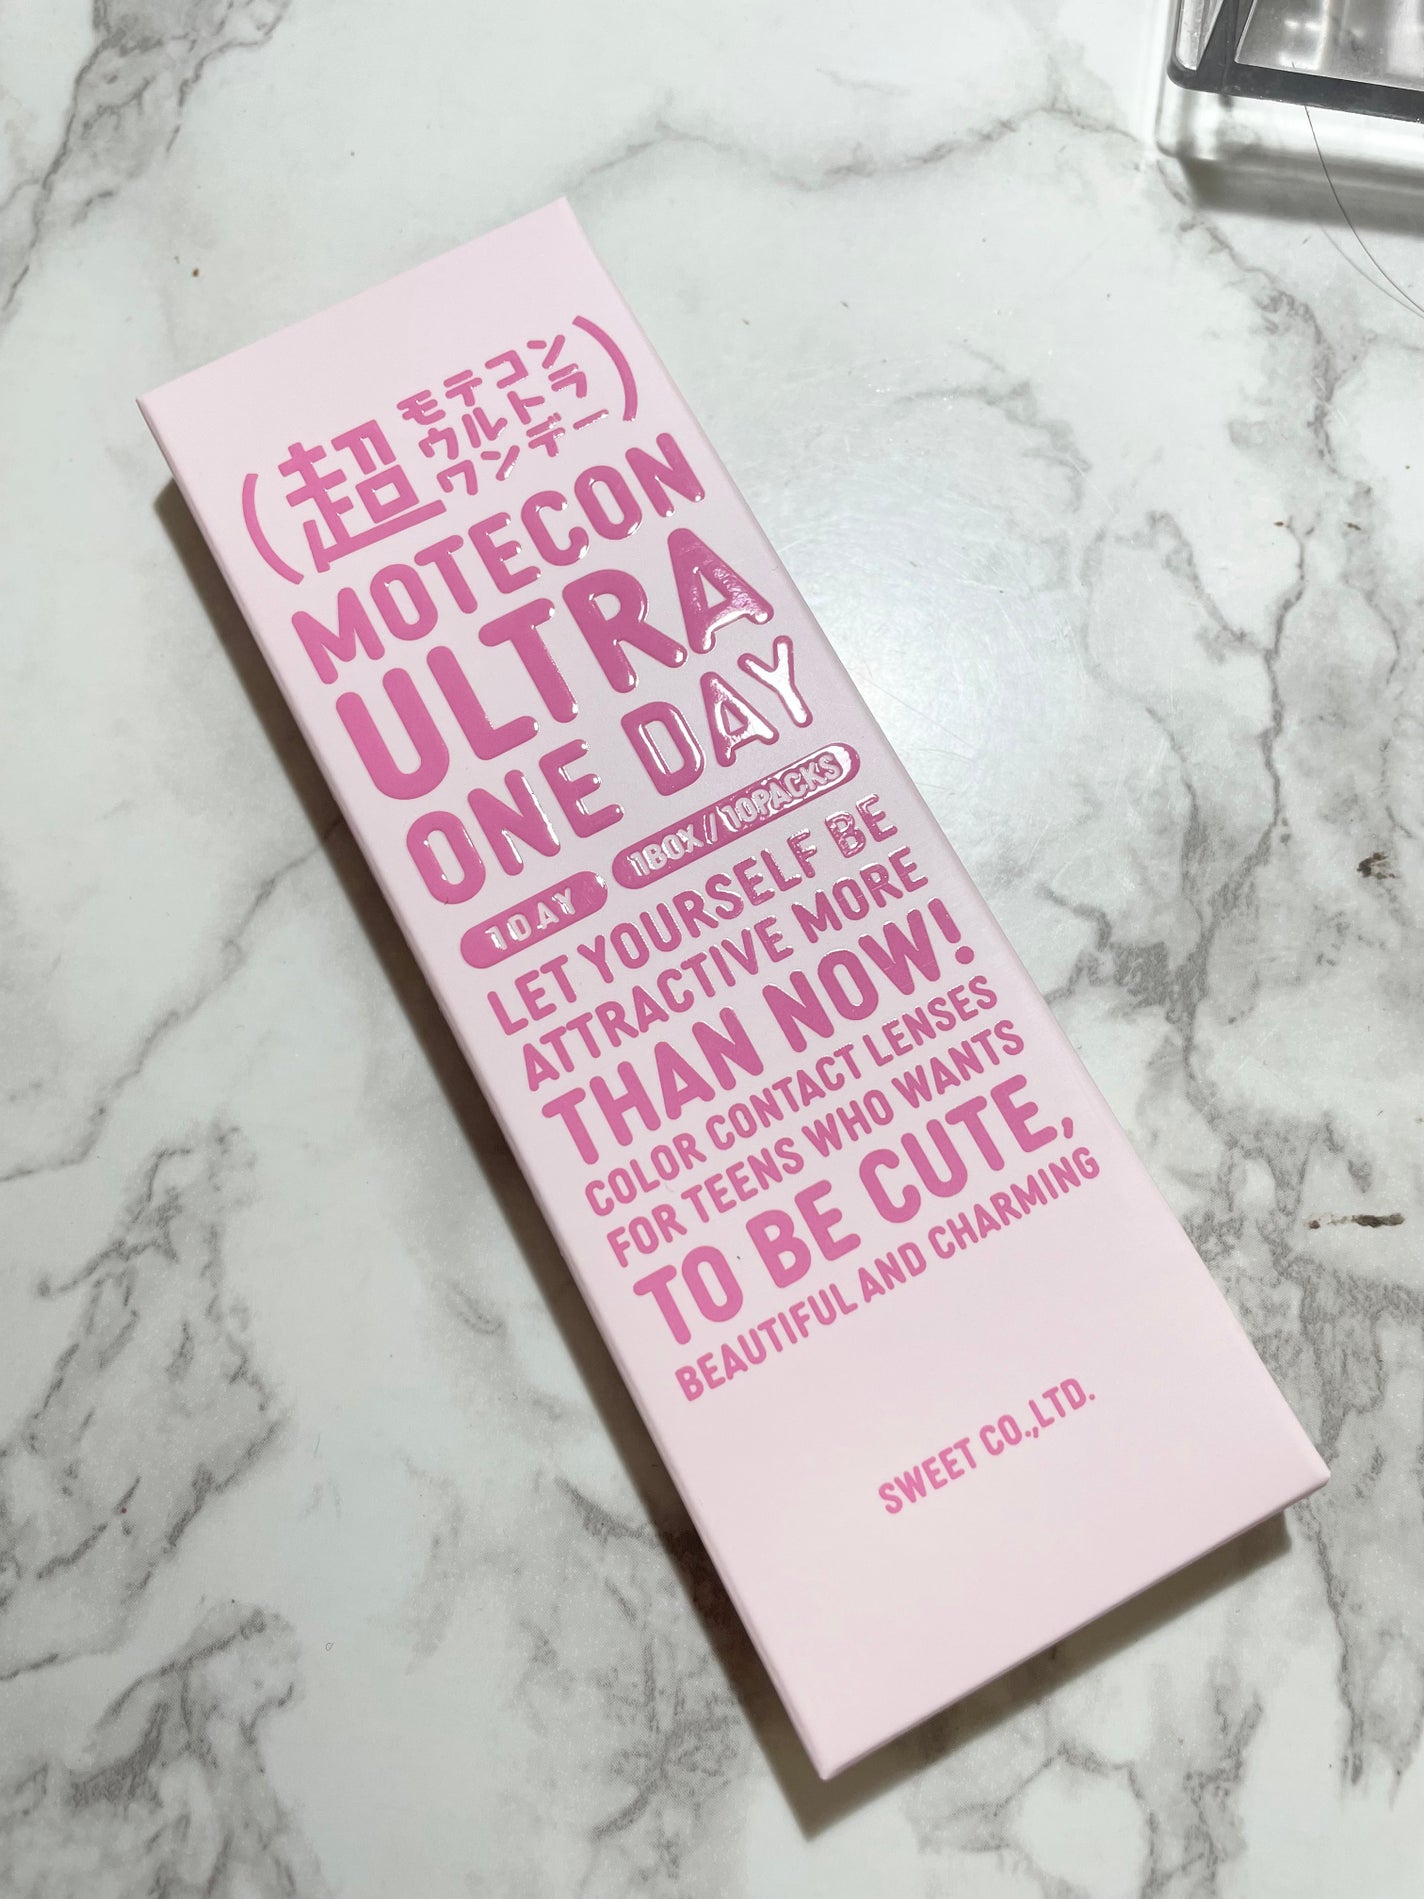 (超 モテコン
ウルトラ
ワンデー)
MOTECON
ULTRA
ONE DAY
1DAY 1BOX // 10PACKS
LET YOURSELF BE
ATTRACTIVE MORE
THAN NOW!
COLOR CONTACT LENSES
FOR TEENS WHO WANTS
TO BE CUTE,
BEAUTIFUL AND CHARMING
SWEET CO.,LTD.